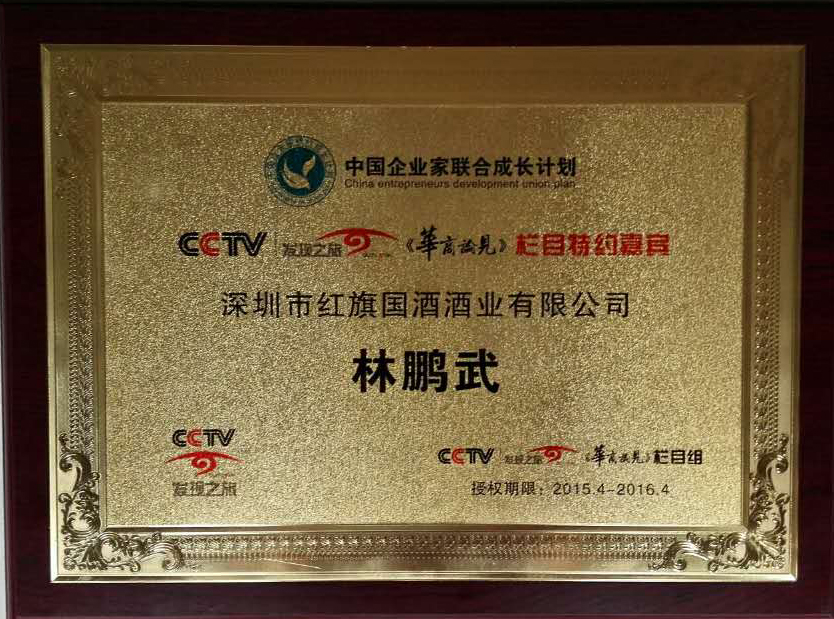 中国企业家联合成长计划
China entrepreneurs development union plan
CCTV 发现之旅 《華商論見》栏目特约嘉宾
深圳市红旗国酒酒业有限公司
林鹏武
CCTV
发现之旅
CCTV 发现之旅《華商論見》栏目组
授权期限：2015.4-2016.4